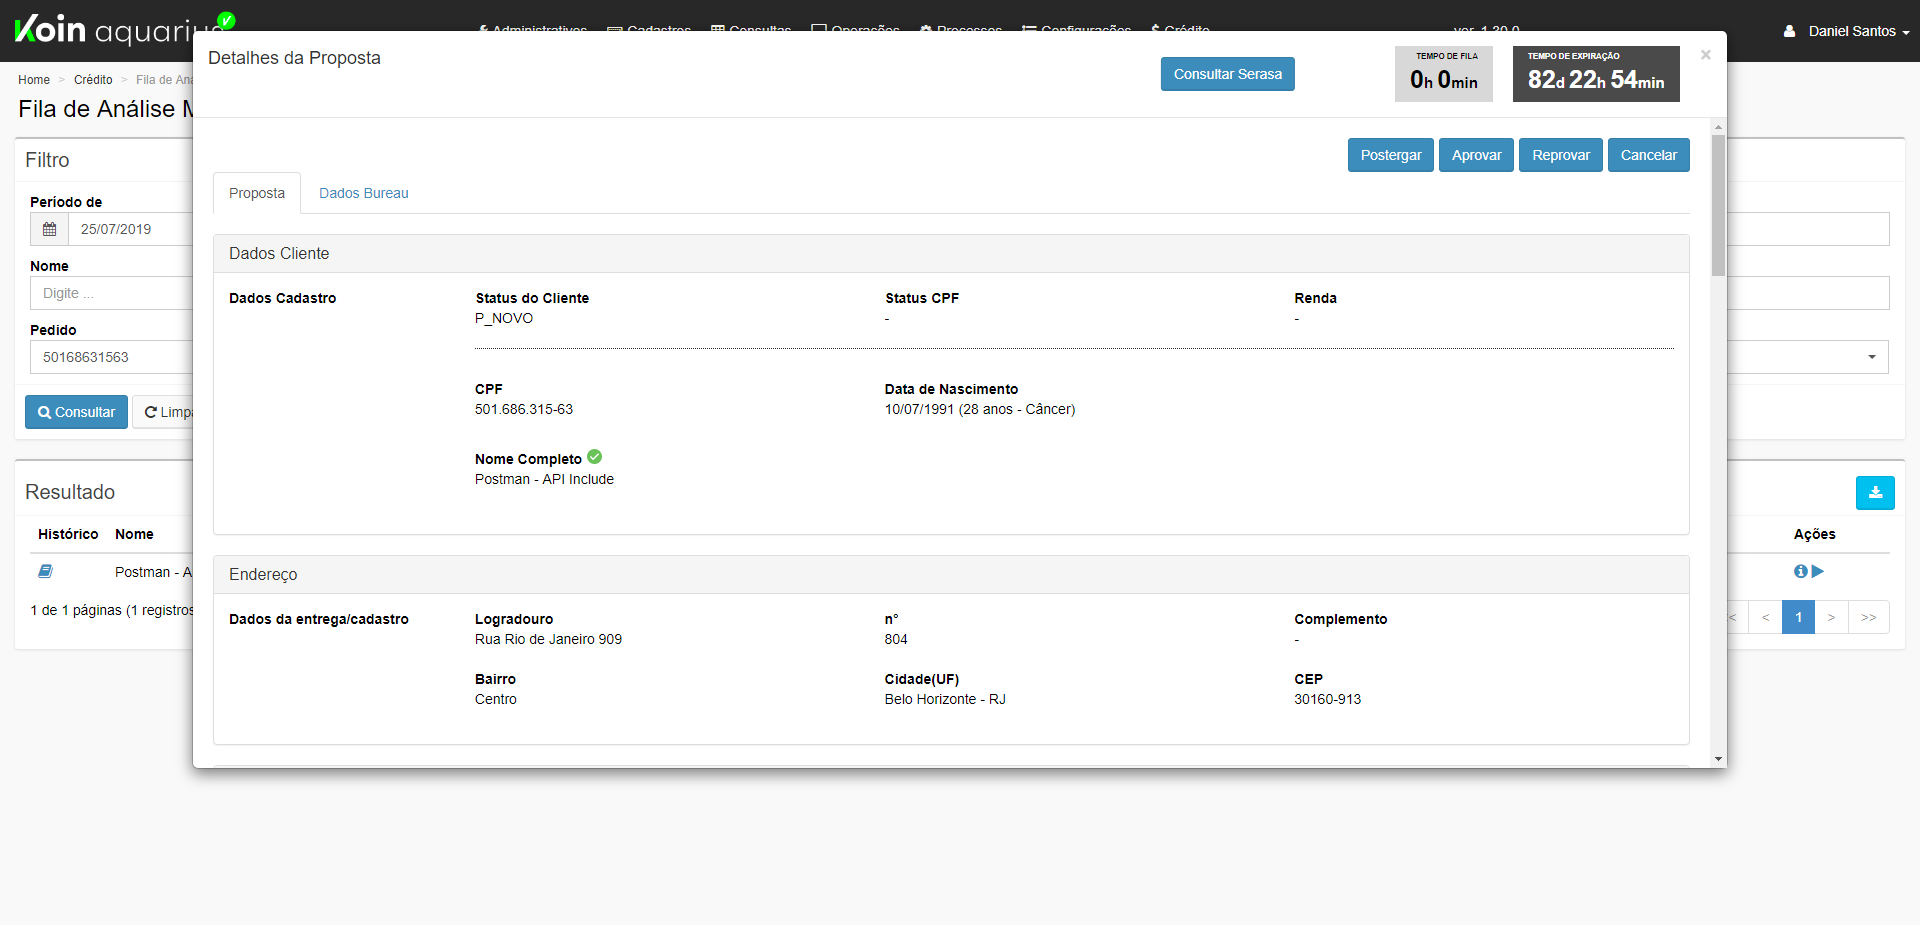 Koin aquarius
Administrativos Cadastros Consultas Operações Processos Configurações Crédito ver. 1.30.0
Daniel Santos
Home > Crédito > Fila de Aná
Fila de Análise M
Detalhes da Proposta
Consultar Serasa
TEMPO DE FILA
0h 0min
TEMPO DE EXPIRAÇÃO
82d 22h 54min
×
Postergar Aprovar Reprovar Cancelar
Proposta Dados Bureau
Filtro
Período de
25/07/2019
Nome
Digite ...
Pedido
50168631563
Consultar Limpa
Dados Cliente
Dados Cadastro
Status do Cliente
P_NOVO
Status CPF
-
Renda
-
CPF
501.686.315-63
Data de Nascimento
10/07/1991 (28 anos - Câncer)
Nome Completo
Postman - API Include
Resultado
Histórico Nome
Ações
Postman - A
1 de 1 páginas (1 registros
< < 1 > >>
Endereço
Dados da entrega/cadastro
Logradouro
Rua Rio de Janeiro 909
n°
804
Complemento
-
Bairro
Centro
Cidade(UF)
Belo Horizonte - RJ
CEP
30160-913